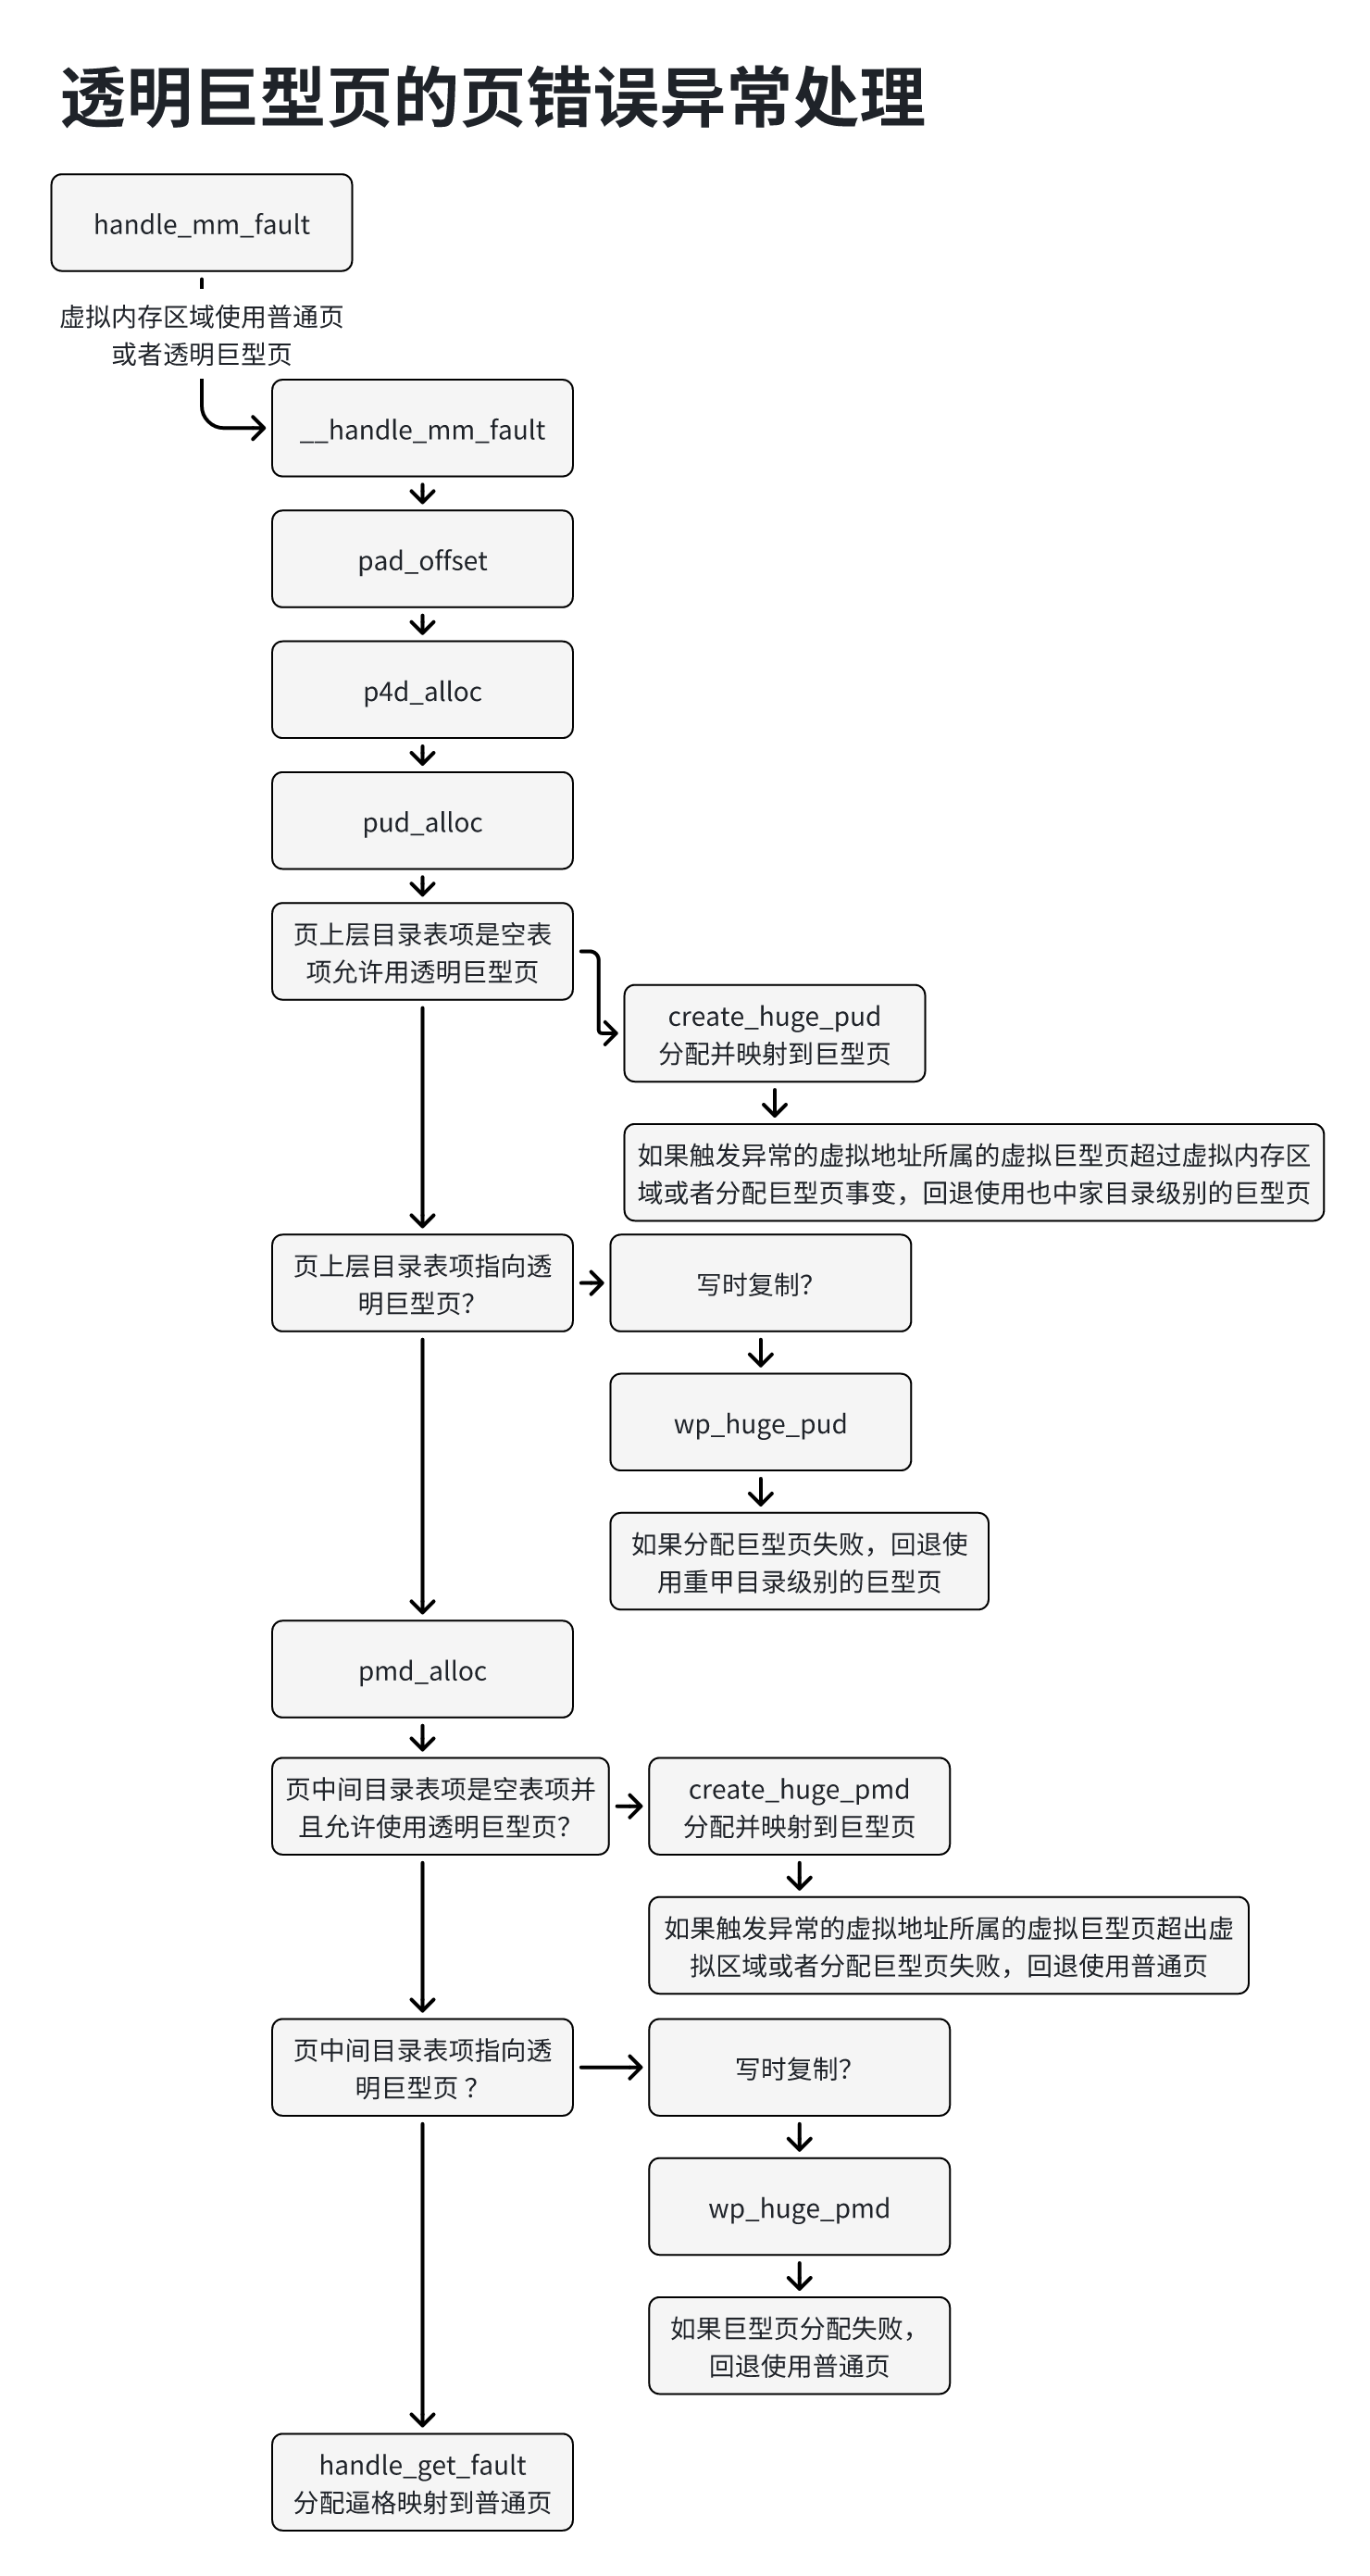 透明巨型页的页错误异常处理
handle_mm_fault
虚拟内存区域使用普通页
或者透明巨型页
__handle_mm_fault
pad_offset
p4d_alloc
pud_alloc
页上层目录表项是空表
项允许用透明巨型页
create_huge_pud
分配并映射到巨型页
如果触发异常的虚拟地址所属的虚拟巨型页超过虚拟内存区
域或者分配巨型页事变，回退使用也中家目录级别的巨型页
页上层目录表项指向透
明巨型页？
写时复制？
wp_huge_pud
如果分配巨型页失败，回退使
用重甲目录级别的巨型页
pmd_alloc
页中间目录表项是空表项并
且允许使用透明巨型页？
create_huge_pmd
分配并映射到巨型页
如果触发异常的虚拟地址所属的虚拟巨型页超出虚
拟区域或者分配巨型页失败，回退使用普通页
页中间目录表项指向透
明巨型页 ？
写时复制？
wp_huge_pmd
如果巨型页分配失败，
回退使用普通页
handle_get_fault
分配逼格映射到普通页